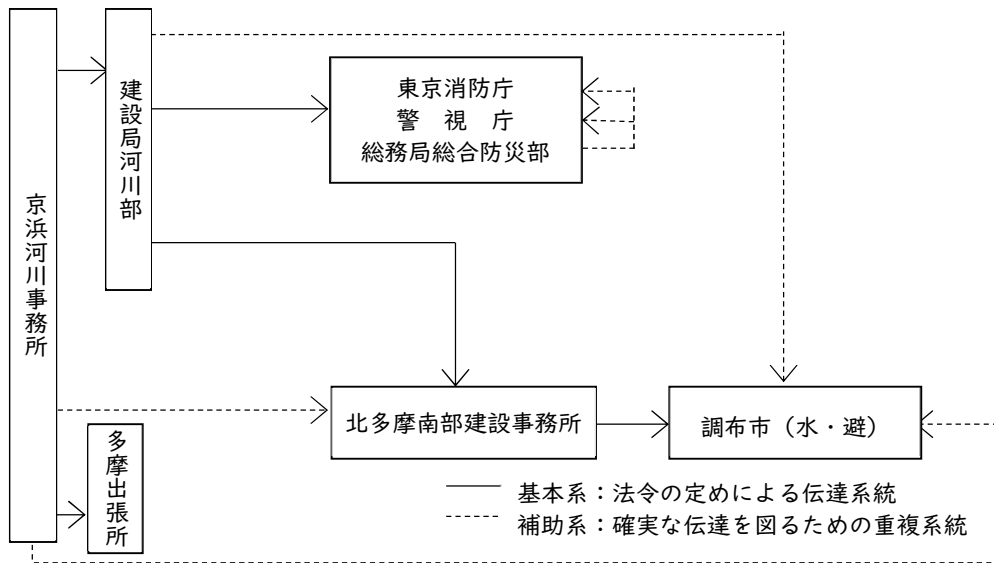 京浜河川事務所
建設局河川部
東京消防庁
警　視　庁
総務局総合防災部
北多摩南部建設事務所
調布市（水・避）
多摩出張所
基本系：法令の定めによる伝達系統
補助系：確実な伝達を図るための重複系統